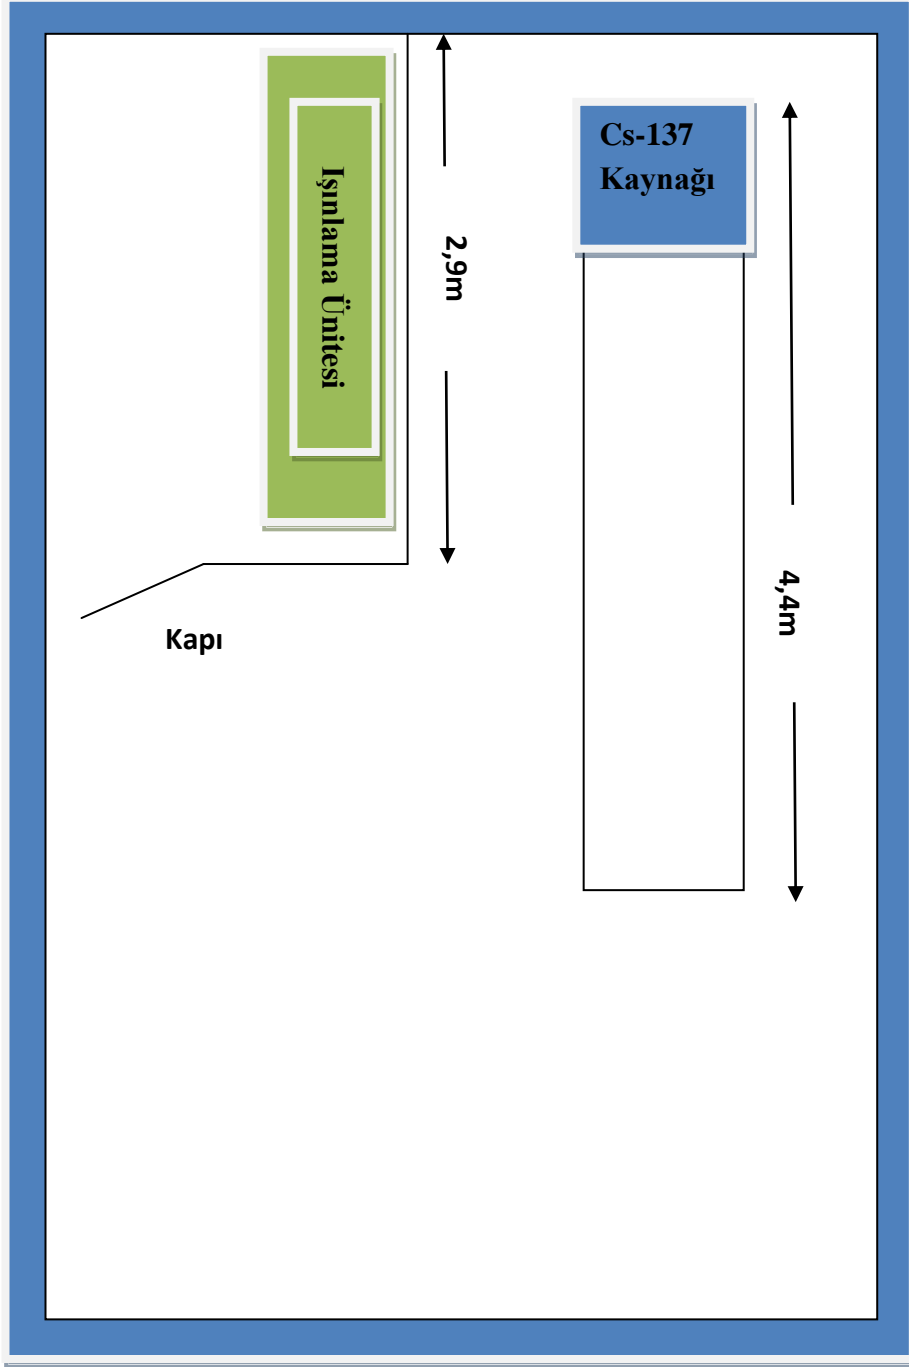 Cs-137
Kaynağı
Işınlama Ünitesi
2,9m
4,4m
Kapı